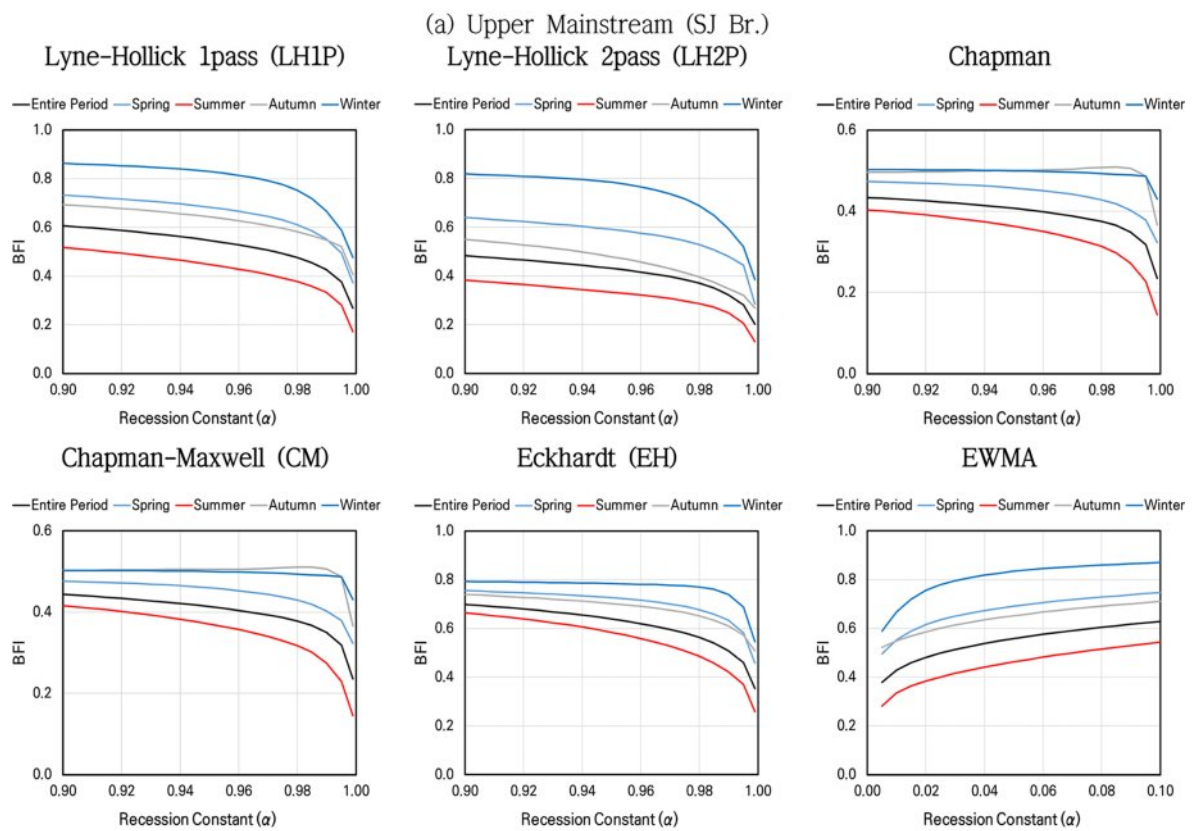 (a) Upper Mainstream (SJ Br.)
Lyne-Hollick 1pass (LH1P)
Entire Period Spring Summer Autumn Winter
1.0
0.8
0.6
0.4
0.2
0.0
BFI
0.90 0.92 0.94 0.96 0.98 1.00
Recession Constant (α)
Lyne-Hollick 2pass (LH2P)
Entire Period Spring Summer Autumn Winter
1.0
0.8
0.6
0.4
0.2
0.0
BFI
0.90 0.92 0.94 0.96 0.98 1.00
Recession Constant (α)
Chapman
Entire Period Spring Summer Autumn Winter
0.6
0.4
0.2
0.0
BFI
0.90 0.92 0.94 0.96 0.98 1.00
Recession Constant (α)
Chapman-Maxwell (CM)
Entire Period Spring Summer Autumn Winter
0.6
0.4
0.2
0.0
BFI
0.90 0.92 0.94 0.96 0.98 1.00
Recession Constant (α)
Eckhardt (EH)
Entire Period Spring Summer Autumn Winter
1.0
0.8
0.6
0.4
0.2
0.0
BFI
0.90 0.92 0.94 0.96 0.98 1.00
Recession Constant (α)
EWMA
Entire Period Spring Summer Autumn Winter
1.0
0.8
0.6
0.4
0.2
0.0
BFI
0.00 0.02 0.04 0.06 0.08 0.10
Recession Constant (α)